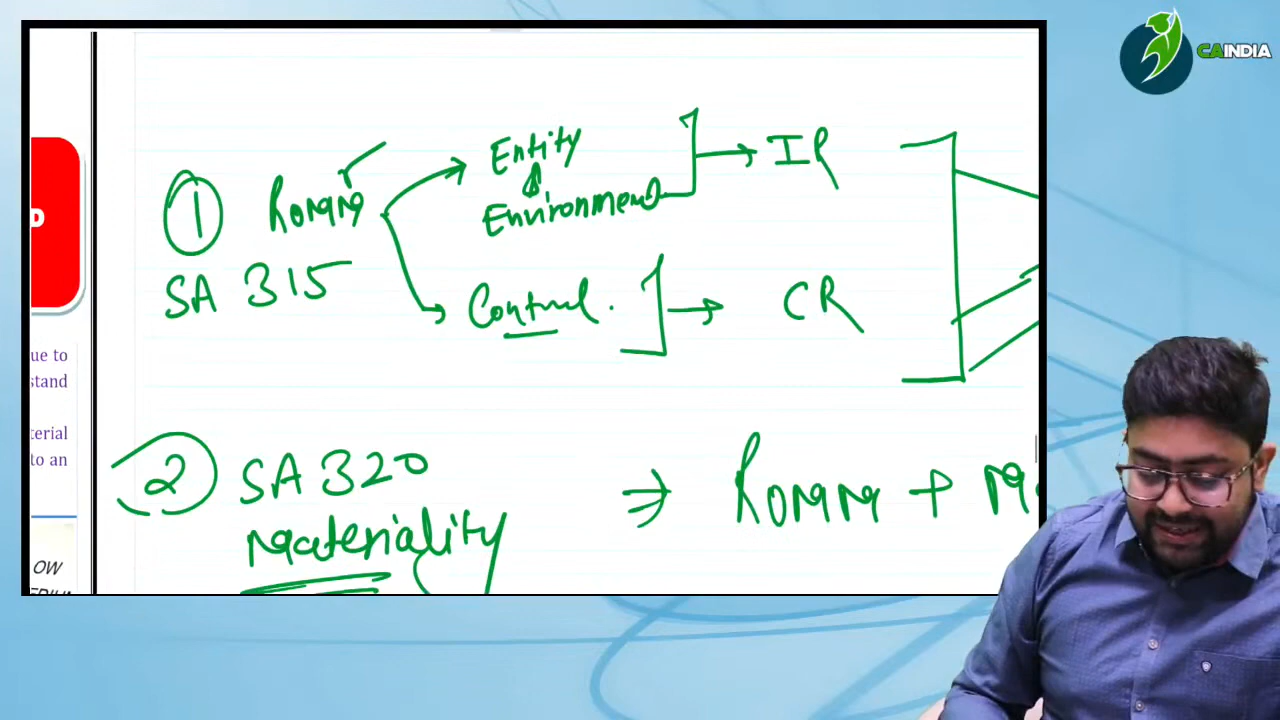 CAINDIA
Entity
IR
1 ROMM
Environment
SA 315
Control.
CR
ue to
stand
terial
to an
2 SA 320
ROMM +
Materiality
OW